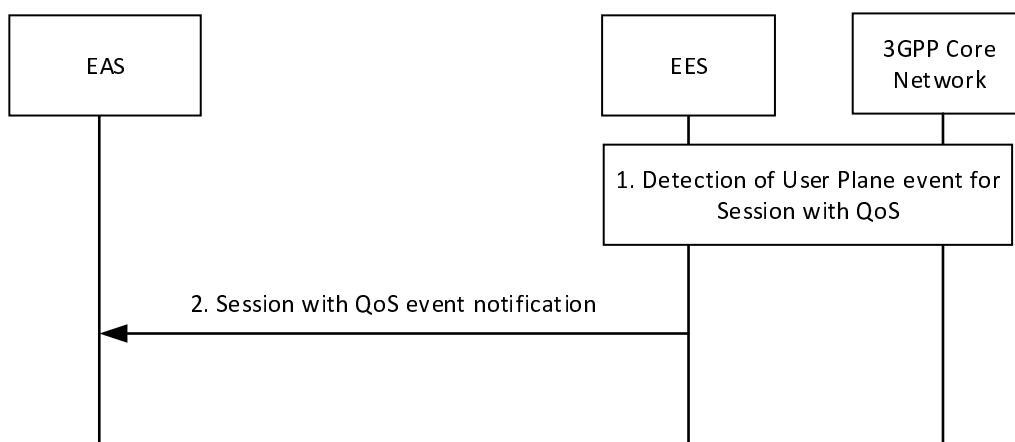 EAS
EES
3GPP Core
Network
1. Detection of User Plane event for
Session with QoS
2. Session with QoS event notification